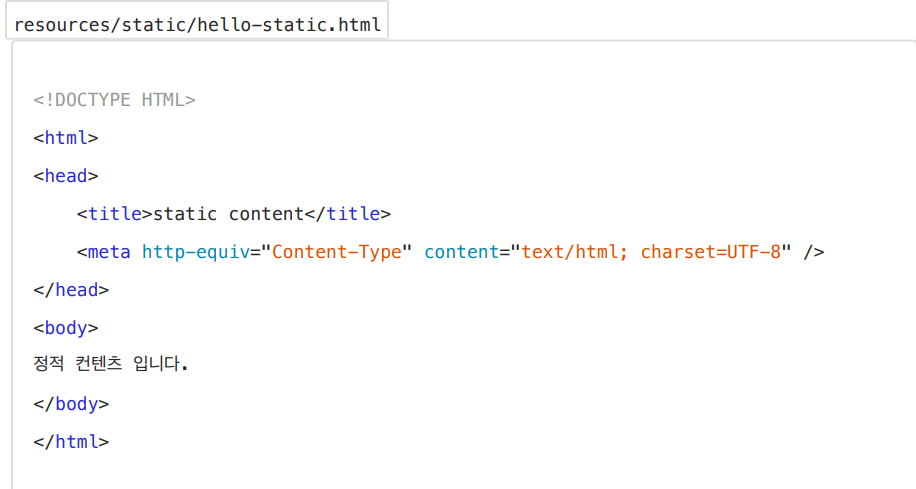 resources/static/hello-static.html
<!DOCTYPE HTML>
<html>
<head>
    <title>static content</title>
    <meta http-equiv="Content-Type" content="text/html; charset=UTF-8" />
</head>
<body>
정적 컨텐츠 입니다.
</body>
</html>